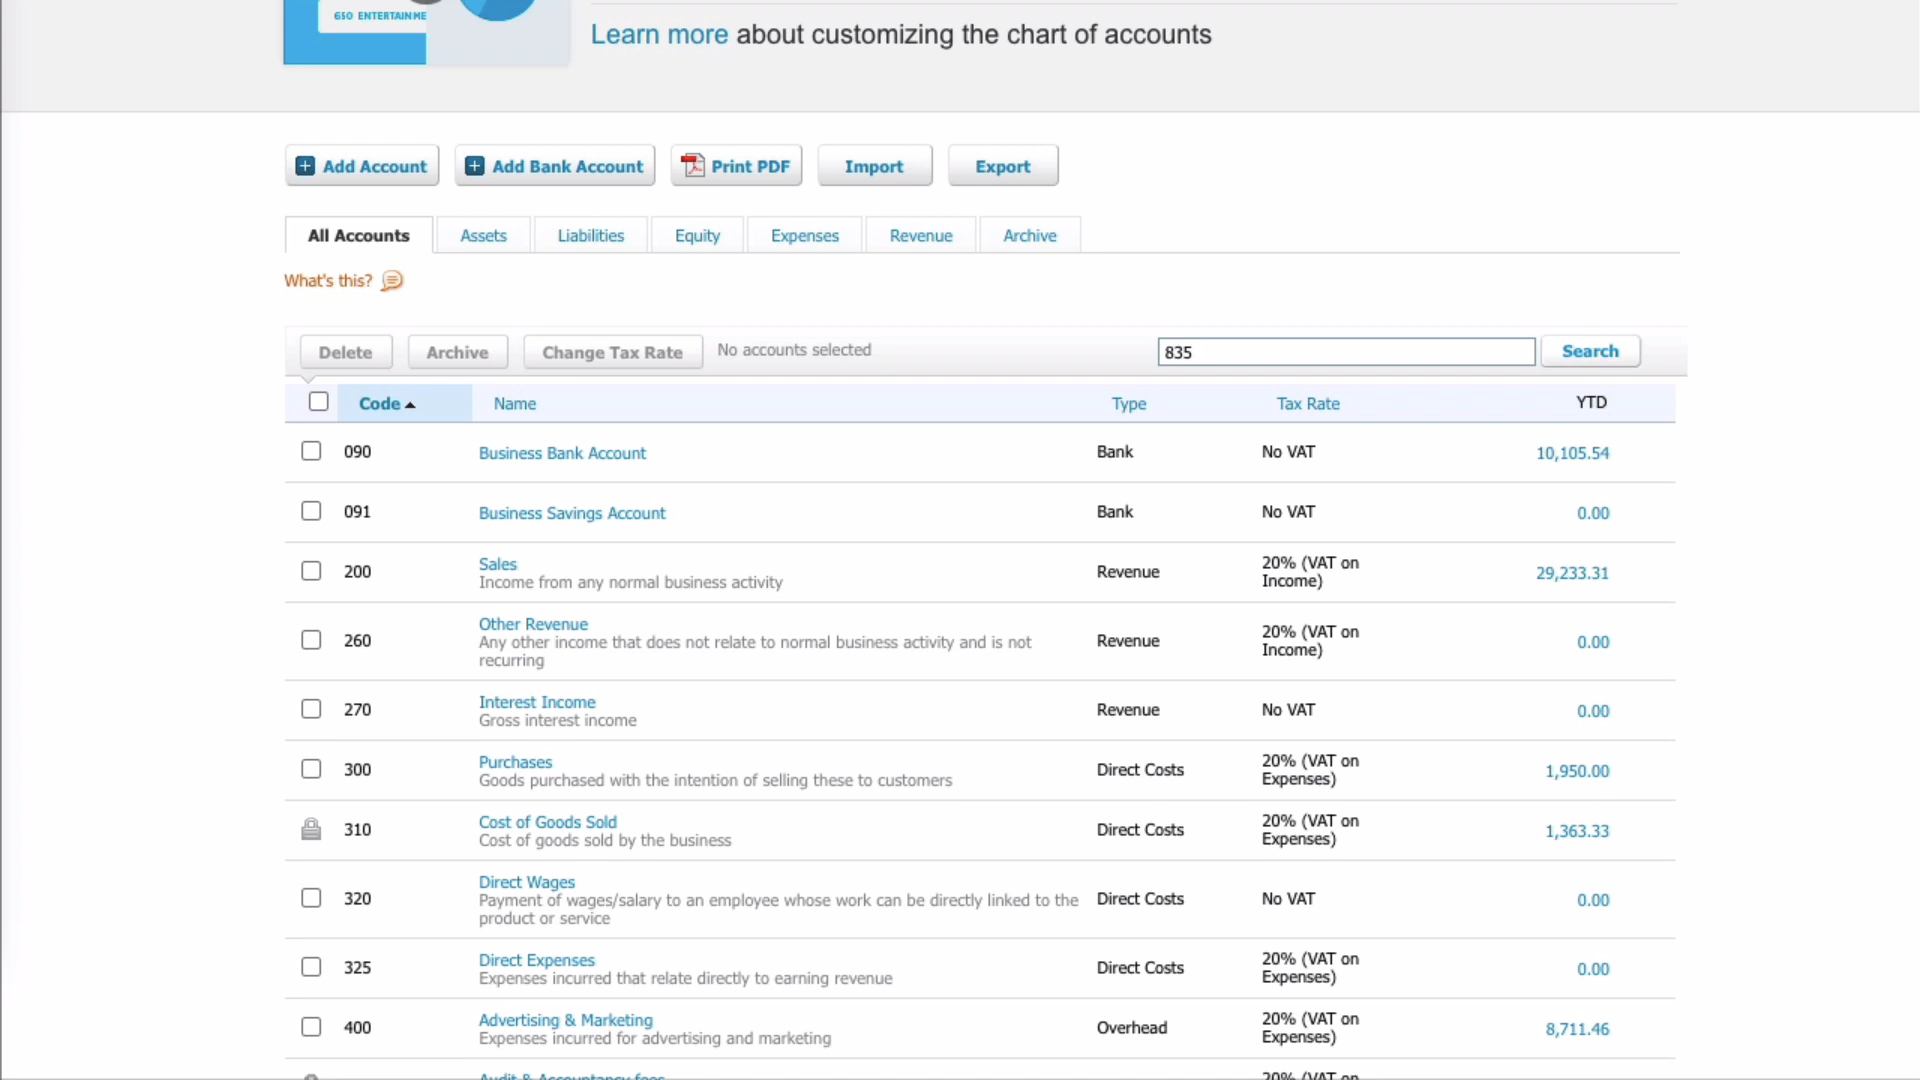 650 ENTERTAINME
Learn more about customizing the chart of accounts
Add Account
Add Bank Account
Print PDF
Import
Export
All Accounts
Assets
Liabilities
Equity
Expenses
Revenue
Archive
What's this?
Delete
Archive
Change Tax Rate
No accounts selected
835
Search
Code
Name
Type
Tax Rate
YTD
090
Business Bank Account
Bank
No VAT
10,105.54
091
Business Savings Account
Bank
No VAT
0.00
200
Sales
Income from any normal business activity
Revenue
20% (VAT on
Income)
29,233.31
260
Other Revenue
Any other income that does not relate to normal business activity and is not
recurring
Revenue
20% (VAT on
Income)
0.00
270
Interest Income
Gross interest income
Revenue
No VAT
0.00
300
Purchases
Goods purchased with the intention of selling these to customers
Direct Costs
20% (VAT on
Expenses)
1,950.00
310
Cost of Goods Sold
Cost of goods sold by the business
Direct Costs
20% (VAT on
Expenses)
1,363.33
320
Direct Wages
Payment of wages/salary to an employee whose work can be directly linked to the
product or service
Direct Costs
No VAT
0.00
325
Direct Expenses
Expenses incurred that relate directly to earning revenue
Direct Costs
20% (VAT on
Expenses)
0.00
400
Advertising & Marketing
Expenses incurred for advertising and marketing
Overhead
20% (VAT on
Expenses)
8,711.46
Audit & Accountancy fees
20% (VAT on